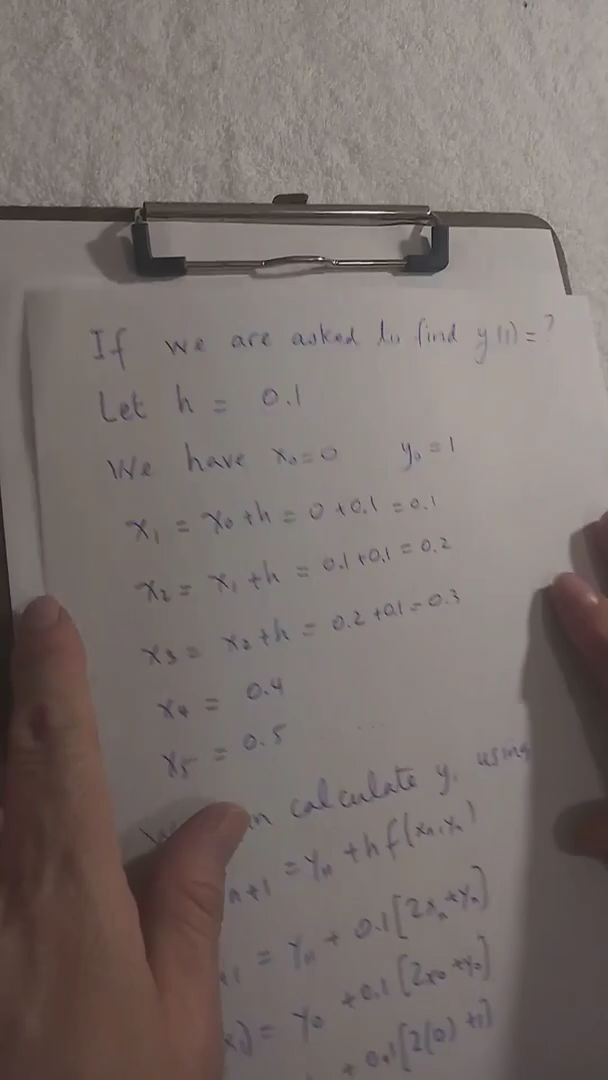 If we are asked to find y(1) = ?
Let h = 0.1
We have x₀=0 y₀=1
x₁ = x₀+h = 0+0.1 = 0.1
x₂ = x₁+h = 0.1+0.1 = 0.2
x₃ = x₂+h = 0.2+0.1=0.3
x₄ = 0.4
x₅ = 0.5 ...
calculate y, using
n+1 = yₙ + h f(xₙ,yₙ)
= yₙ + 0.1[2xₙ+yₙ]
= y₀ + 0.1[2x₀+y₀]
+ 0.1[2(0)+1]